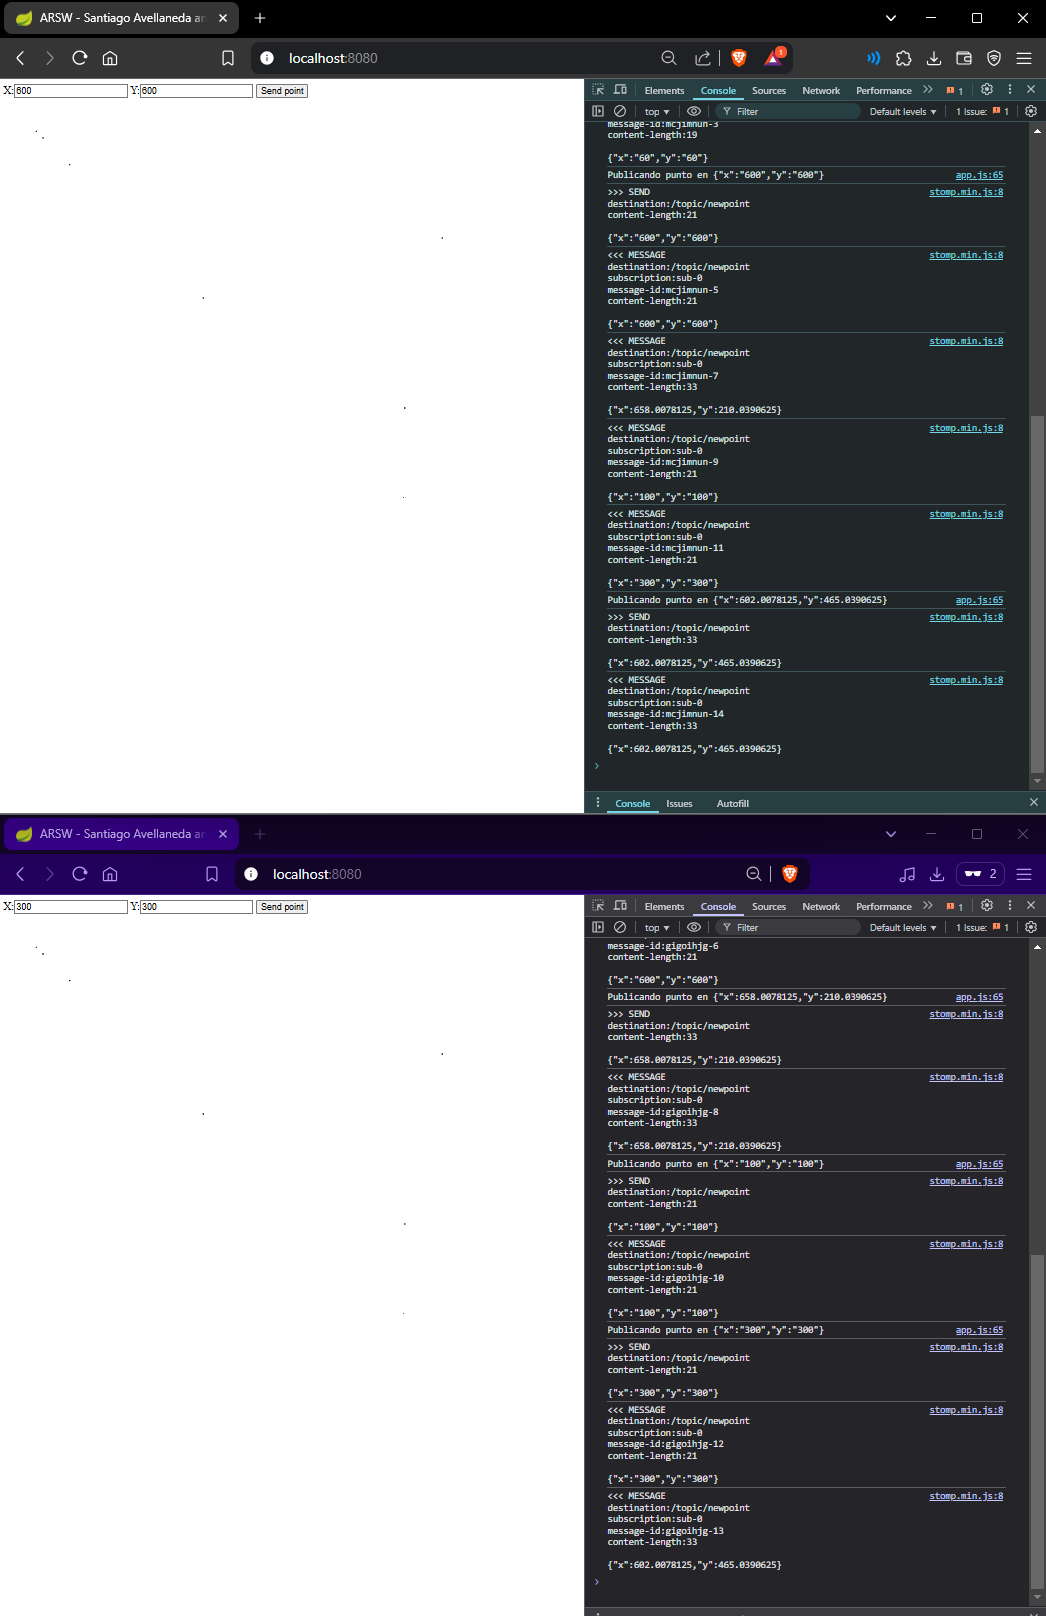 ARSW - Santiago Avellaneda an
localhost:8080
1
X: 600 Y: 600 Send point
Elements Console Sources Network Performance 1
top Filter Default levels 1 Issue: 1
message-id:mcjimnun-3
content-length:19
{"x":"60","y":"60"}
Publicando punto en {"x":"600","y":"600"} app.js:65
>>> SEND stomp.min.js:8
destination:/topic/newpoint
content-length:21
{"x":"600","y":"600"}
<<< MESSAGE stomp.min.js:8
destination:/topic/newpoint
subscription:sub-0
message-id:mcjimnun-5
content-length:21
{"x":"600","y":"600"}
<<< MESSAGE stomp.min.js:8
destination:/topic/newpoint
subscription:sub-0
message-id:mcjimnun-7
content-length:33
{"x":658.0078125,"y":210.0390625}
<<< MESSAGE stomp.min.js:8
destination:/topic/newpoint
subscription:sub-0
message-id:mcjimnun-9
content-length:21
{"x":"100","y":"100"}
<<< MESSAGE stomp.min.js:8
destination:/topic/newpoint
subscription:sub-0
message-id:mcjimnun-11
content-length:21
{"x":"300","y":"300"}
Publicando punto en {"x":602.0078125,"y":465.0390625} app.js:65
>>> SEND stomp.min.js:8
destination:/topic/newpoint
content-length:33
{"x":602.0078125,"y":465.0390625}
<<< MESSAGE stomp.min.js:8
destination:/topic/newpoint
subscription:sub-0
message-id:mcjimnun-14
content-length:33
{"x":602.0078125,"y":465.0390625}
Console Issues Autofill
ARSW - Santiago Avellaneda an
localhost:8080
2
X: 300 Y: 300 Send point
Elements Console Sources Network Performance 1
top Filter Default levels 1 Issue: 1
message-id:gigoihjg-6
content-length:21
{"x":"600","y":"600"}
Publicando punto en {"x":658.0078125,"y":210.0390625} app.js:65
>>> SEND stomp.min.js:8
destination:/topic/newpoint
content-length:33
{"x":658.0078125,"y":210.0390625}
<<< MESSAGE stomp.min.js:8
destination:/topic/newpoint
subscription:sub-0
message-id:gigoihjg-8
content-length:33
{"x":658.0078125,"y":210.0390625}
Publicando punto en {"x":"100","y":"100"} app.js:65
>>> SEND stomp.min.js:8
destination:/topic/newpoint
content-length:21
{"x":"100","y":"100"}
<<< MESSAGE stomp.min.js:8
destination:/topic/newpoint
subscription:sub-0
message-id:gigoihjg-10
content-length:21
{"x":"100","y":"100"}
Publicando punto en {"x":"300","y":"300"} app.js:65
>>> SEND stomp.min.js:8
destination:/topic/newpoint
content-length:21
{"x":"300","y":"300"}
<<< MESSAGE stomp.min.js:8
destination:/topic/newpoint
subscription:sub-0
message-id:gigoihjg-12
content-length:21
{"x":"300","y":"300"}
<<< MESSAGE stomp.min.js:8
destination:/topic/newpoint
subscription:sub-0
message-id:gigoihjg-13
content-length:33
{"x":602.0078125,"y":465.0390625}